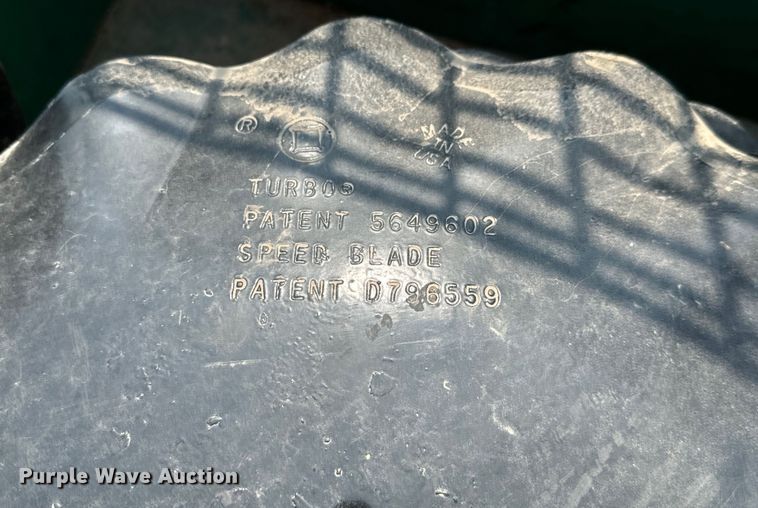 ®
MADE
IN
USA
TURBO®
PATENT 5649602
SPEED BLADE
PATENT D796559
Purple Wave Auction